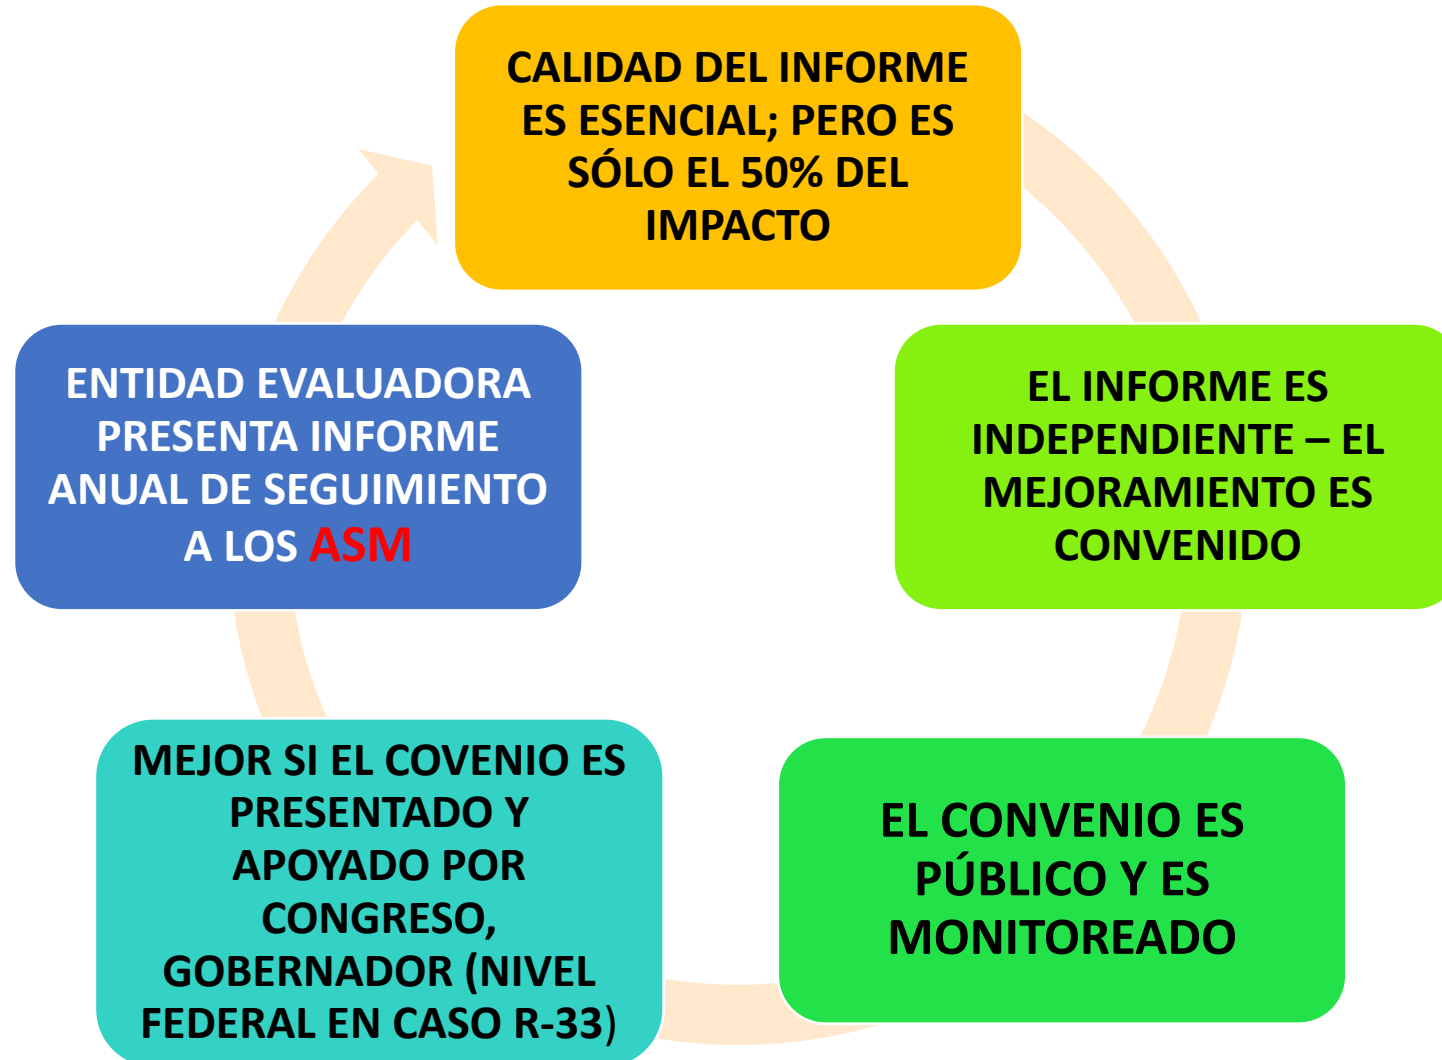 CALIDAD DEL INFORME
ES ESENCIAL; PERO ES
SÓLO EL 50% DEL
IMPACTO
EL INFORME ES
INDEPENDIENTE – EL
MEJORAMIENTO ES
CONVENIDO
EL CONVENIO ES
PÚBLICO Y ES
MONITOREADO
MEJOR SI EL COVENIO ES
PRESENTADO Y
APOYADO POR
CONGRESO,
GOBERNADOR (NIVEL
FEDERAL EN CASO R-33)
ENTIDAD EVALUADORA
PRESENTA INFORME
ANUAL DE SEGUIMIENTO
A LOS ASM